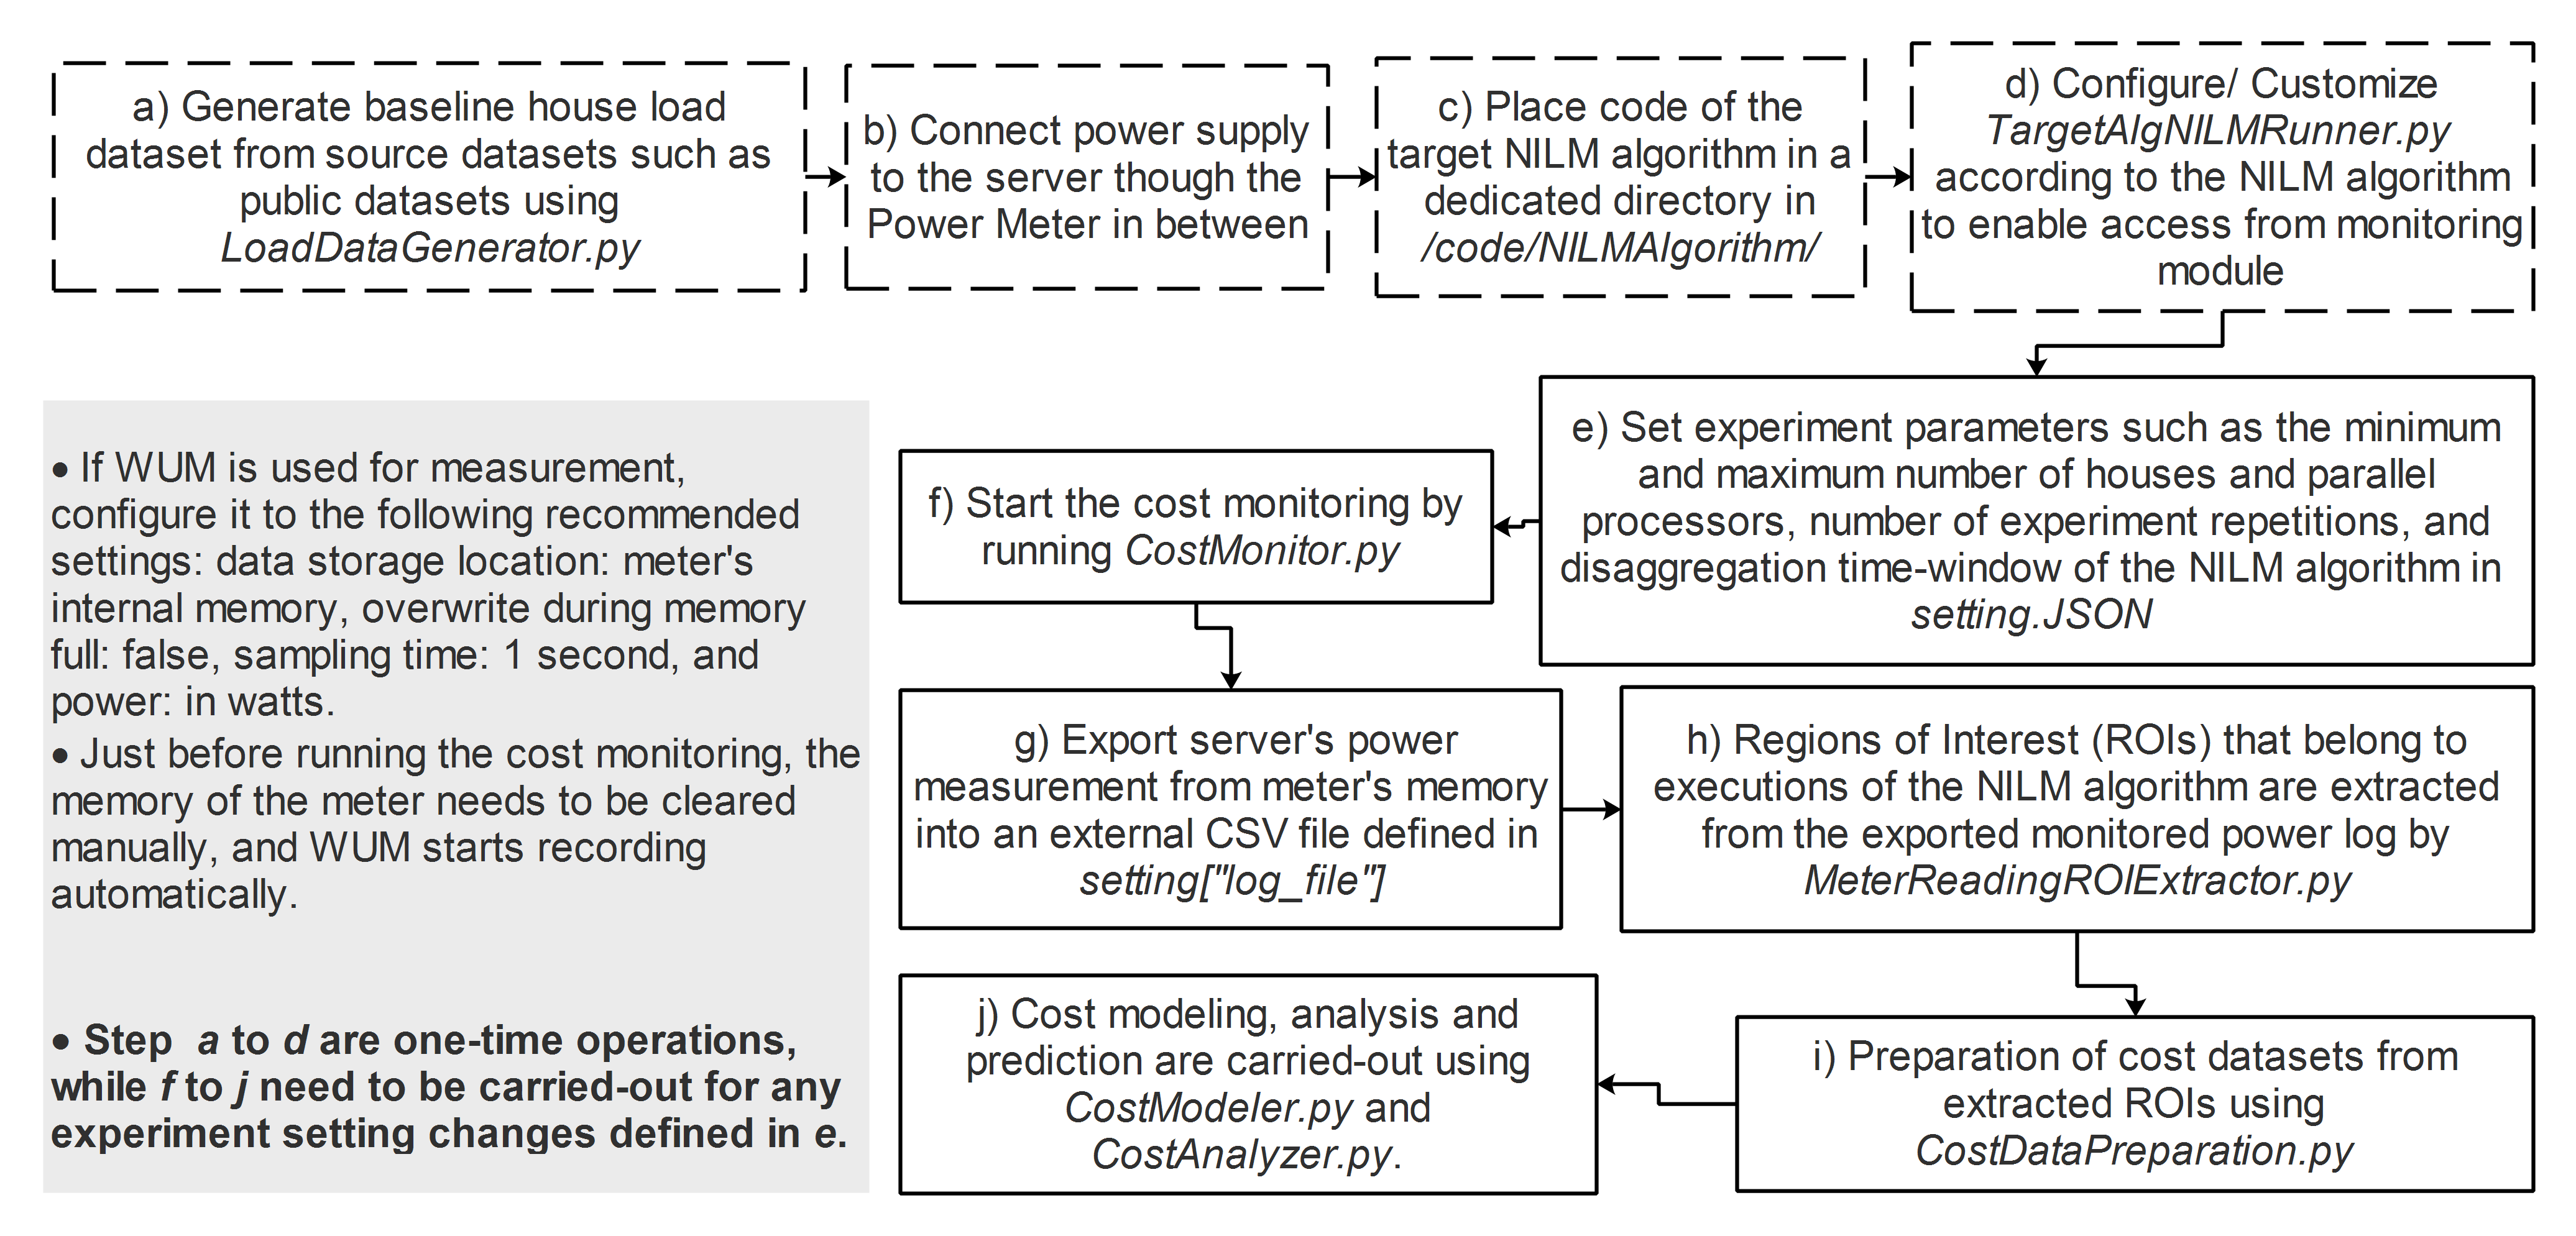 a) Generate baseline house load
dataset from source datasets such as
public datasets using
LoadDataGenerator.py
b) Connect power supply
to the server though the
Power Meter in between
c) Place code of the
target NILM algorithm in a
dedicated directory in
/code/NILMAlgorithm/
d) Configure/ Customize
TargetAlgNILMRunner.py
according to the NILM algorithm
to enable access from monitoring
module
e) Set experiment parameters such as the minimum
and maximum number of houses and parallel
processors, number of experiment repetitions, and
disaggregation time-window of the NILM algorithm in
setting.JSON
f) Start the cost monitoring by
running CostMonitor.py
g) Export server's power
measurement from meter's memory
into an external CSV file defined in
setting["log_file"]
h) Regions of Interest (ROIs) that belong to
executions of the NILM algorithm are extracted
from the exported monitored power log by
MeterReadingROIExtractor.py
i) Preparation of cost datasets from
extracted ROIs using
CostDataPreparation.py
j) Cost modeling, analysis and
prediction are carried-out using
CostModeler.py and
CostAnalyzer.py.
• If WUM is used for measurement,
configure it to the following recommended
settings: data storage location: meter's
internal memory, overwrite during memory
full: false, sampling time: 1 second, and
power: in watts.
• Just before running the cost monitoring, the
memory of the meter needs to be cleared
manually, and WUM starts recording
automatically.
• Step a to d are one-time operations,
while f to j need to be carried-out for any
experiment setting changes defined in e.